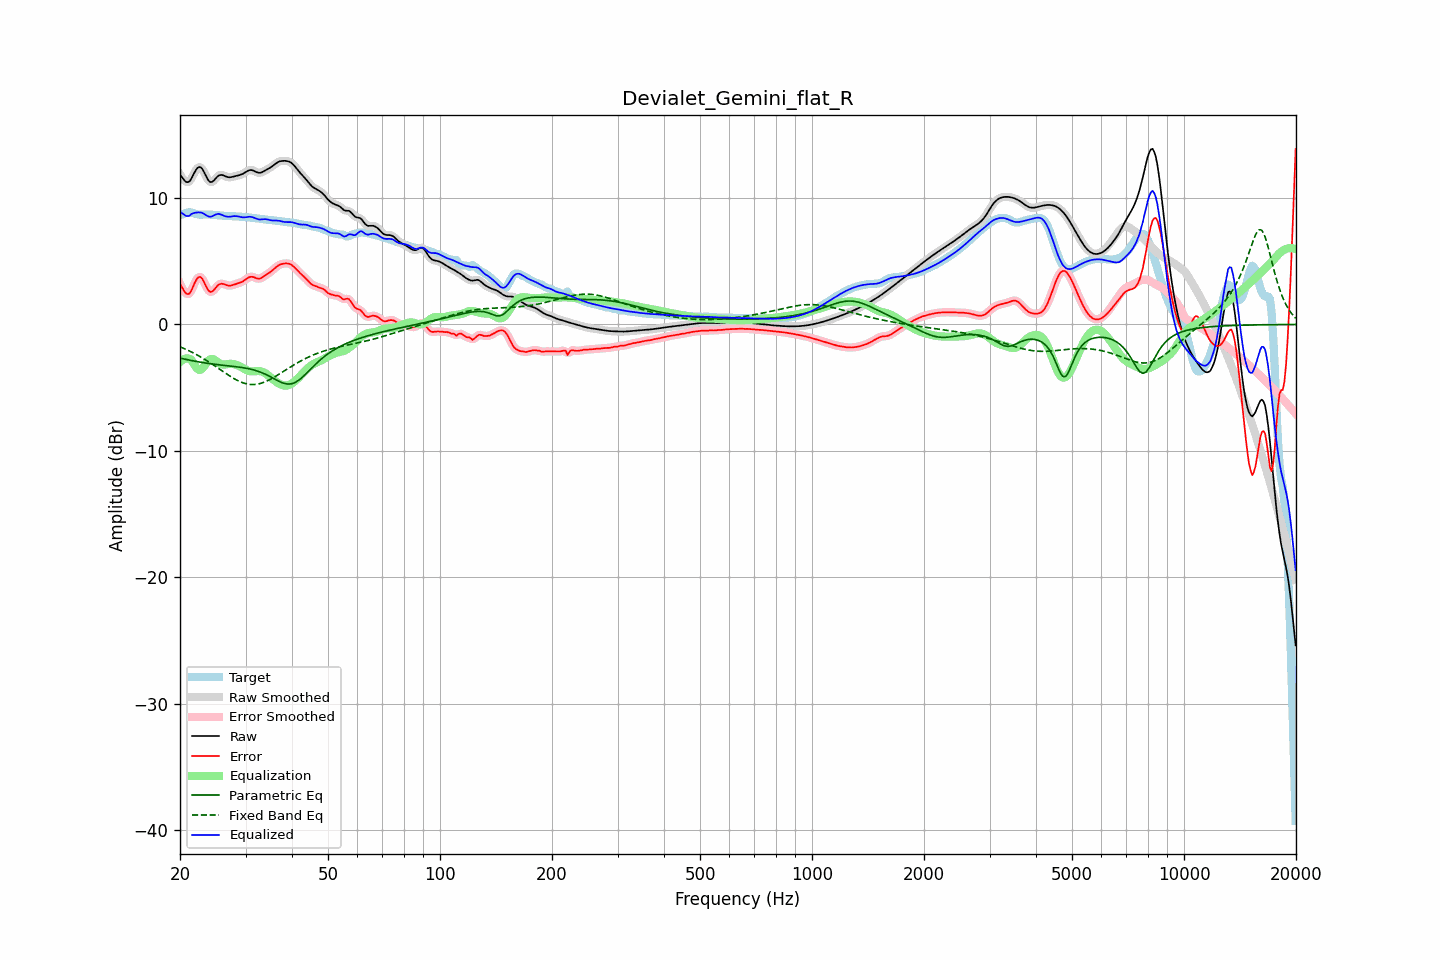 Devialet_Gemini_flat_R
Amplitude (dBr)
10
0
−10
−20
−30
−40
Target
Raw Smoothed
Error Smoothed
Raw
Error
Equalization
Parametric Eq
Fixed Band Eq
Equalized
20 50 100 200 500 1000 2000 5000 10000 20000
Frequency (Hz)